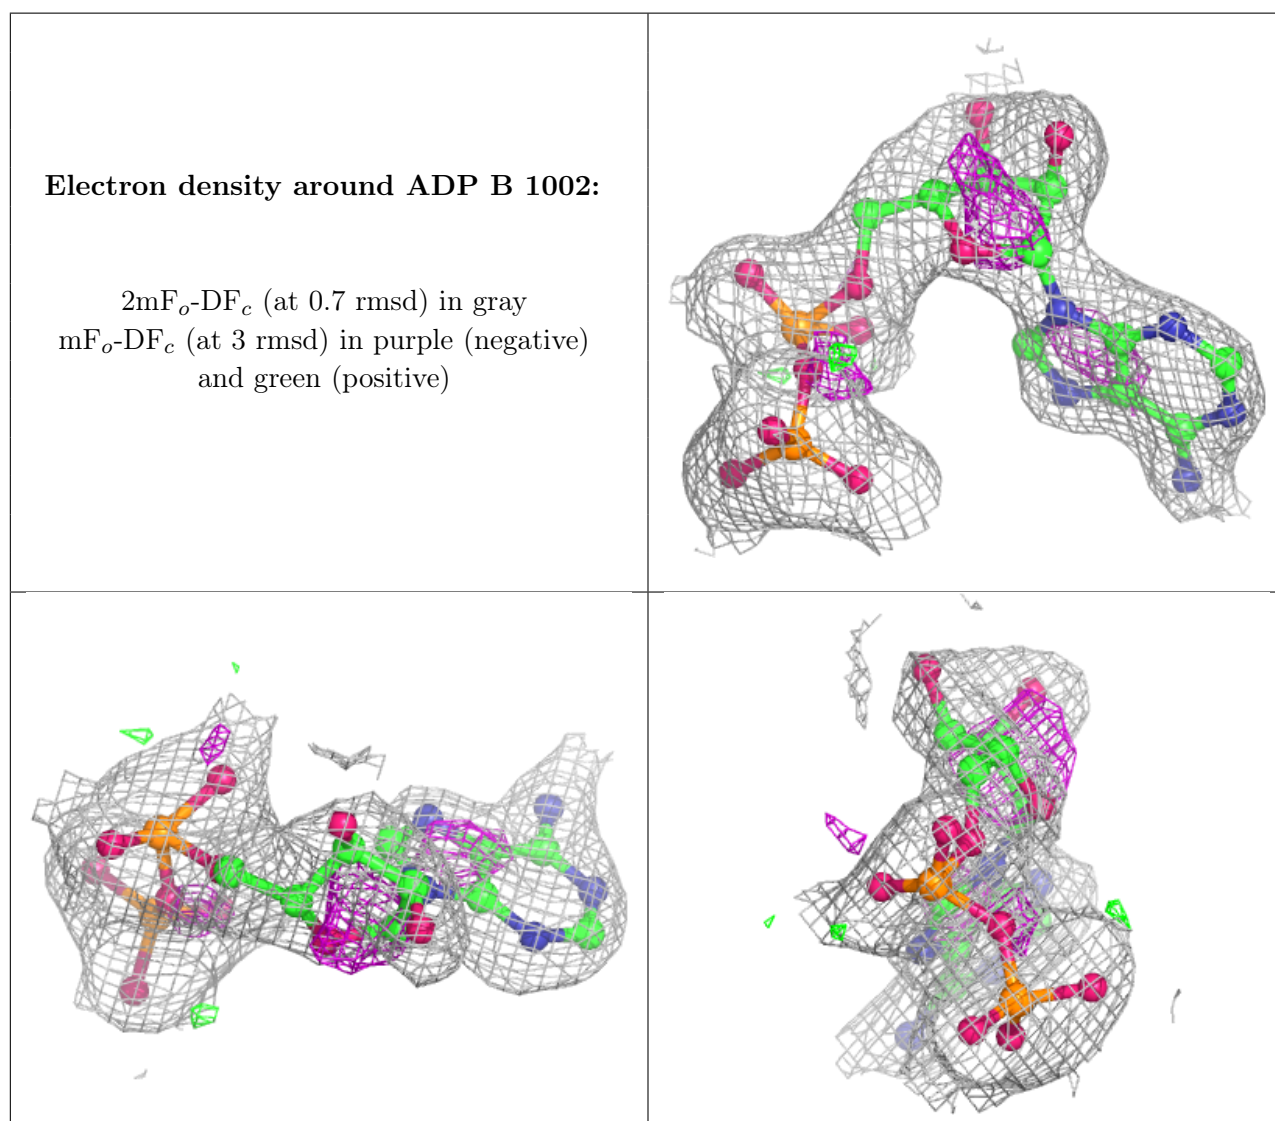 Electron density around ADP B 1002:
2mFo-DFc (at 0.7 rmsd) in gray
mFo-DFc (at 3 rmsd) in purple (negative)
and green (positive)